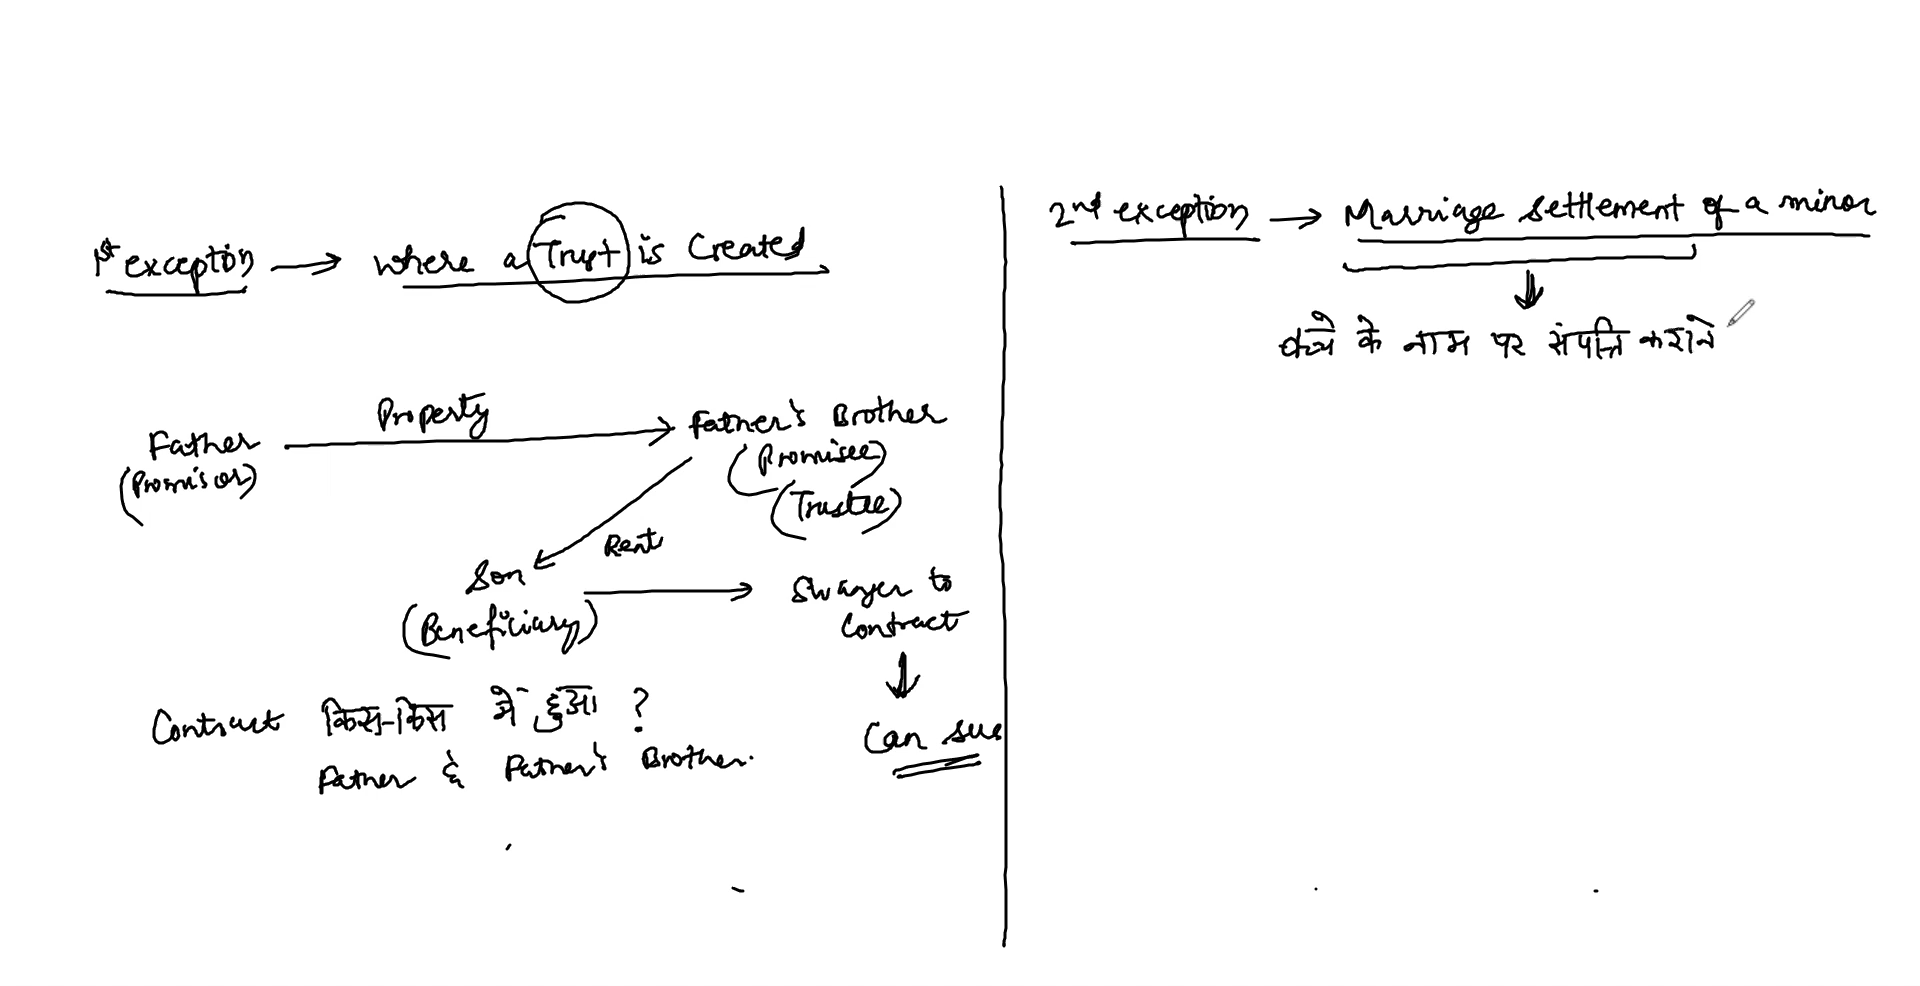 1st exception → where a Trust is Created
Property
Father → Father's Brother
(Promisor)
(Promisee)
(Trustee)
Rent
Son → Stranger to
(Beneficiary)
Contract
Can sue
Contract किस-किस में हुआ ?
Father & Father's Brother.
2nd exception → Marriage settlement of a minor
बच्चे के नाम पर संपत्ति कराने